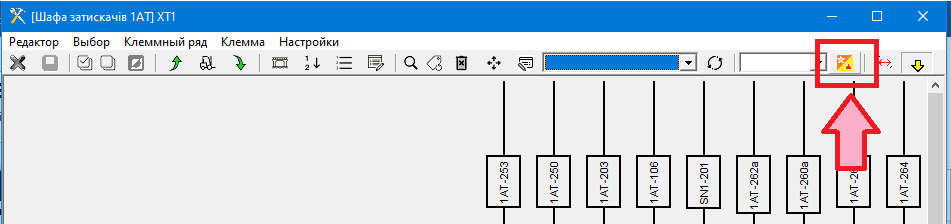 [Шафа затискачів 1АТ] XT1
Редактор Выбор Клеммный ряд Клемма Настройки
1АТ-253 1АТ-250 1АТ-203 1АТ-106 SN1-201 1АТ-262а 1АТ-260а 1АТ-264